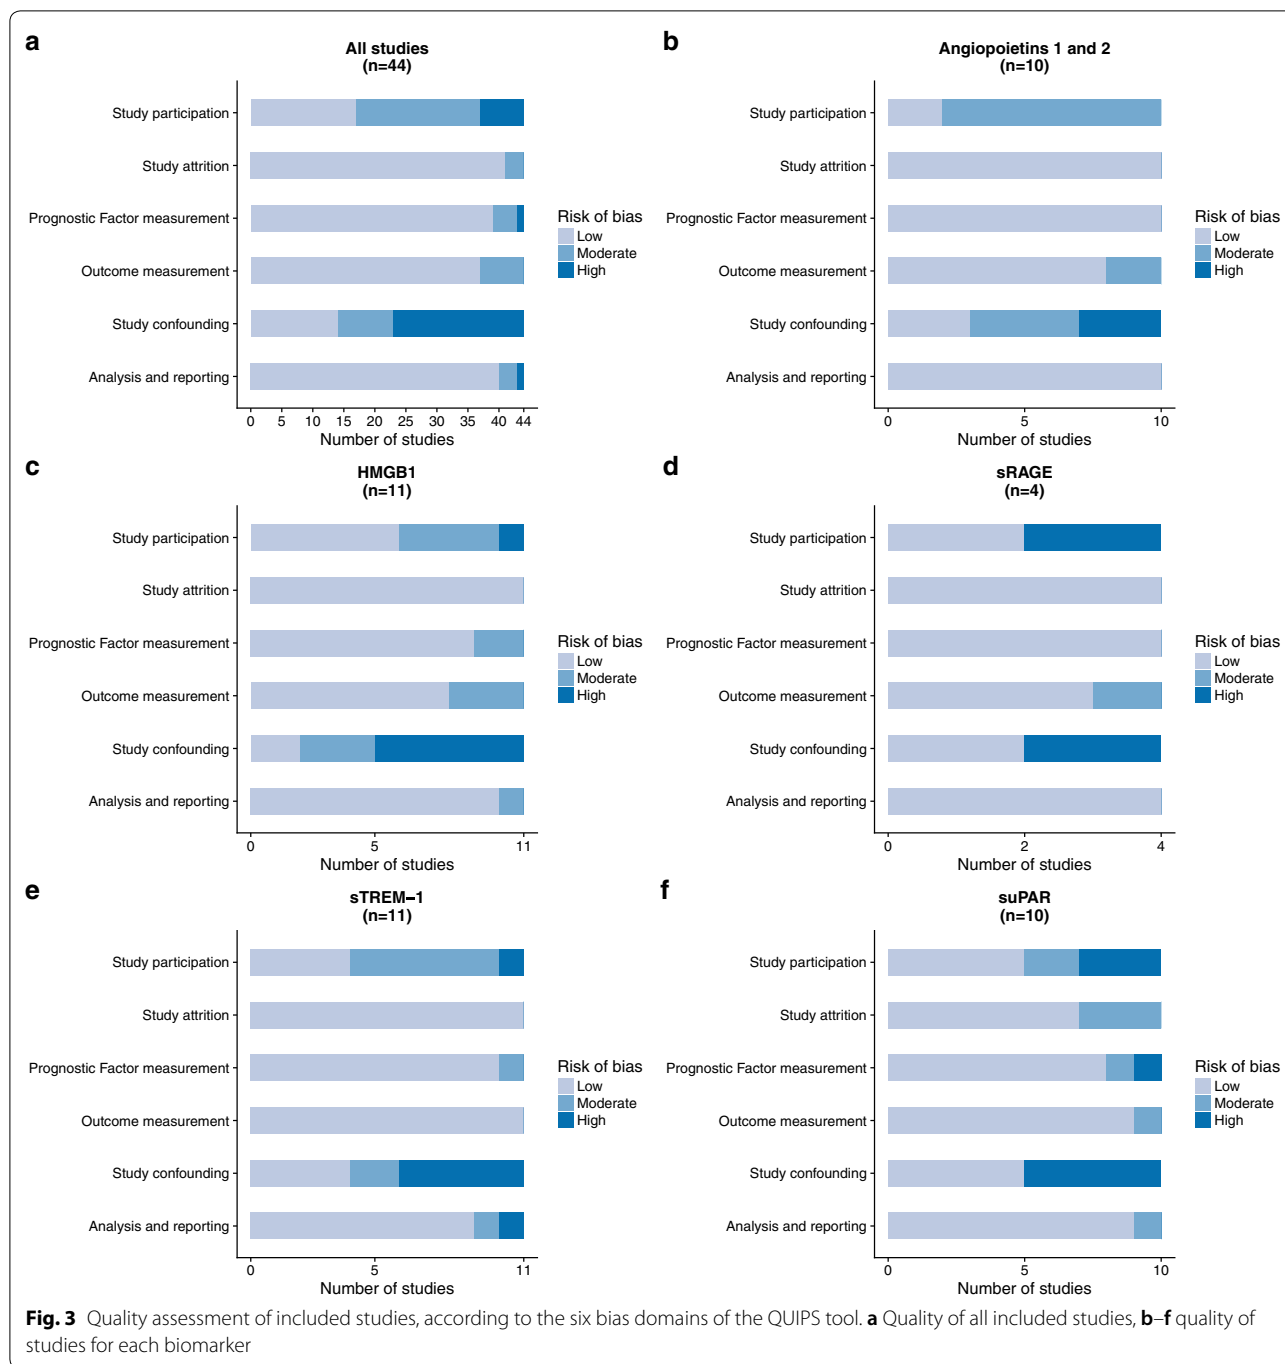 a
All studies
(n=44)
Study participation
Study attrition
Prognostic Factor measurement
Outcome measurement
Study confounding
Analysis and reporting
0 5 10 15 20 25 30 35 40 44
Number of studies
Risk of bias
Low
Moderate
High
b
Angiopoietins 1 and 2
(n=10)
Study participation
Study attrition
Prognostic Factor measurement
Outcome measurement
Study confounding
Analysis and reporting
0 5 10
Number of studies
Risk of bias
Low
Moderate
High
c
HMGB1
(n=11)
Study participation
Study attrition
Prognostic Factor measurement
Outcome measurement
Study confounding
Analysis and reporting
0 5 11
Number of studies
Risk of bias
Low
Moderate
High
d
sRAGE
(n=4)
Study participation
Study attrition
Prognostic Factor measurement
Outcome measurement
Study confounding
Analysis and reporting
0 2 4
Number of studies
Risk of bias
Low
Moderate
High
e
sTREM−1
(n=11)
Study participation
Study attrition
Prognostic Factor measurement
Outcome measurement
Study confounding
Analysis and reporting
0 5 11
Number of studies
Risk of bias
Low
Moderate
High
f
suPAR
(n=10)
Study participation
Study attrition
Prognostic Factor measurement
Outcome measurement
Study confounding
Analysis and reporting
0 5 10
Number of studies
Risk of bias
Low
Moderate
High
Fig. 3 Quality assessment of included studies, according to the six bias domains of the QUIPS tool. a Quality of all included studies, b–f quality of
studies for each biomarker